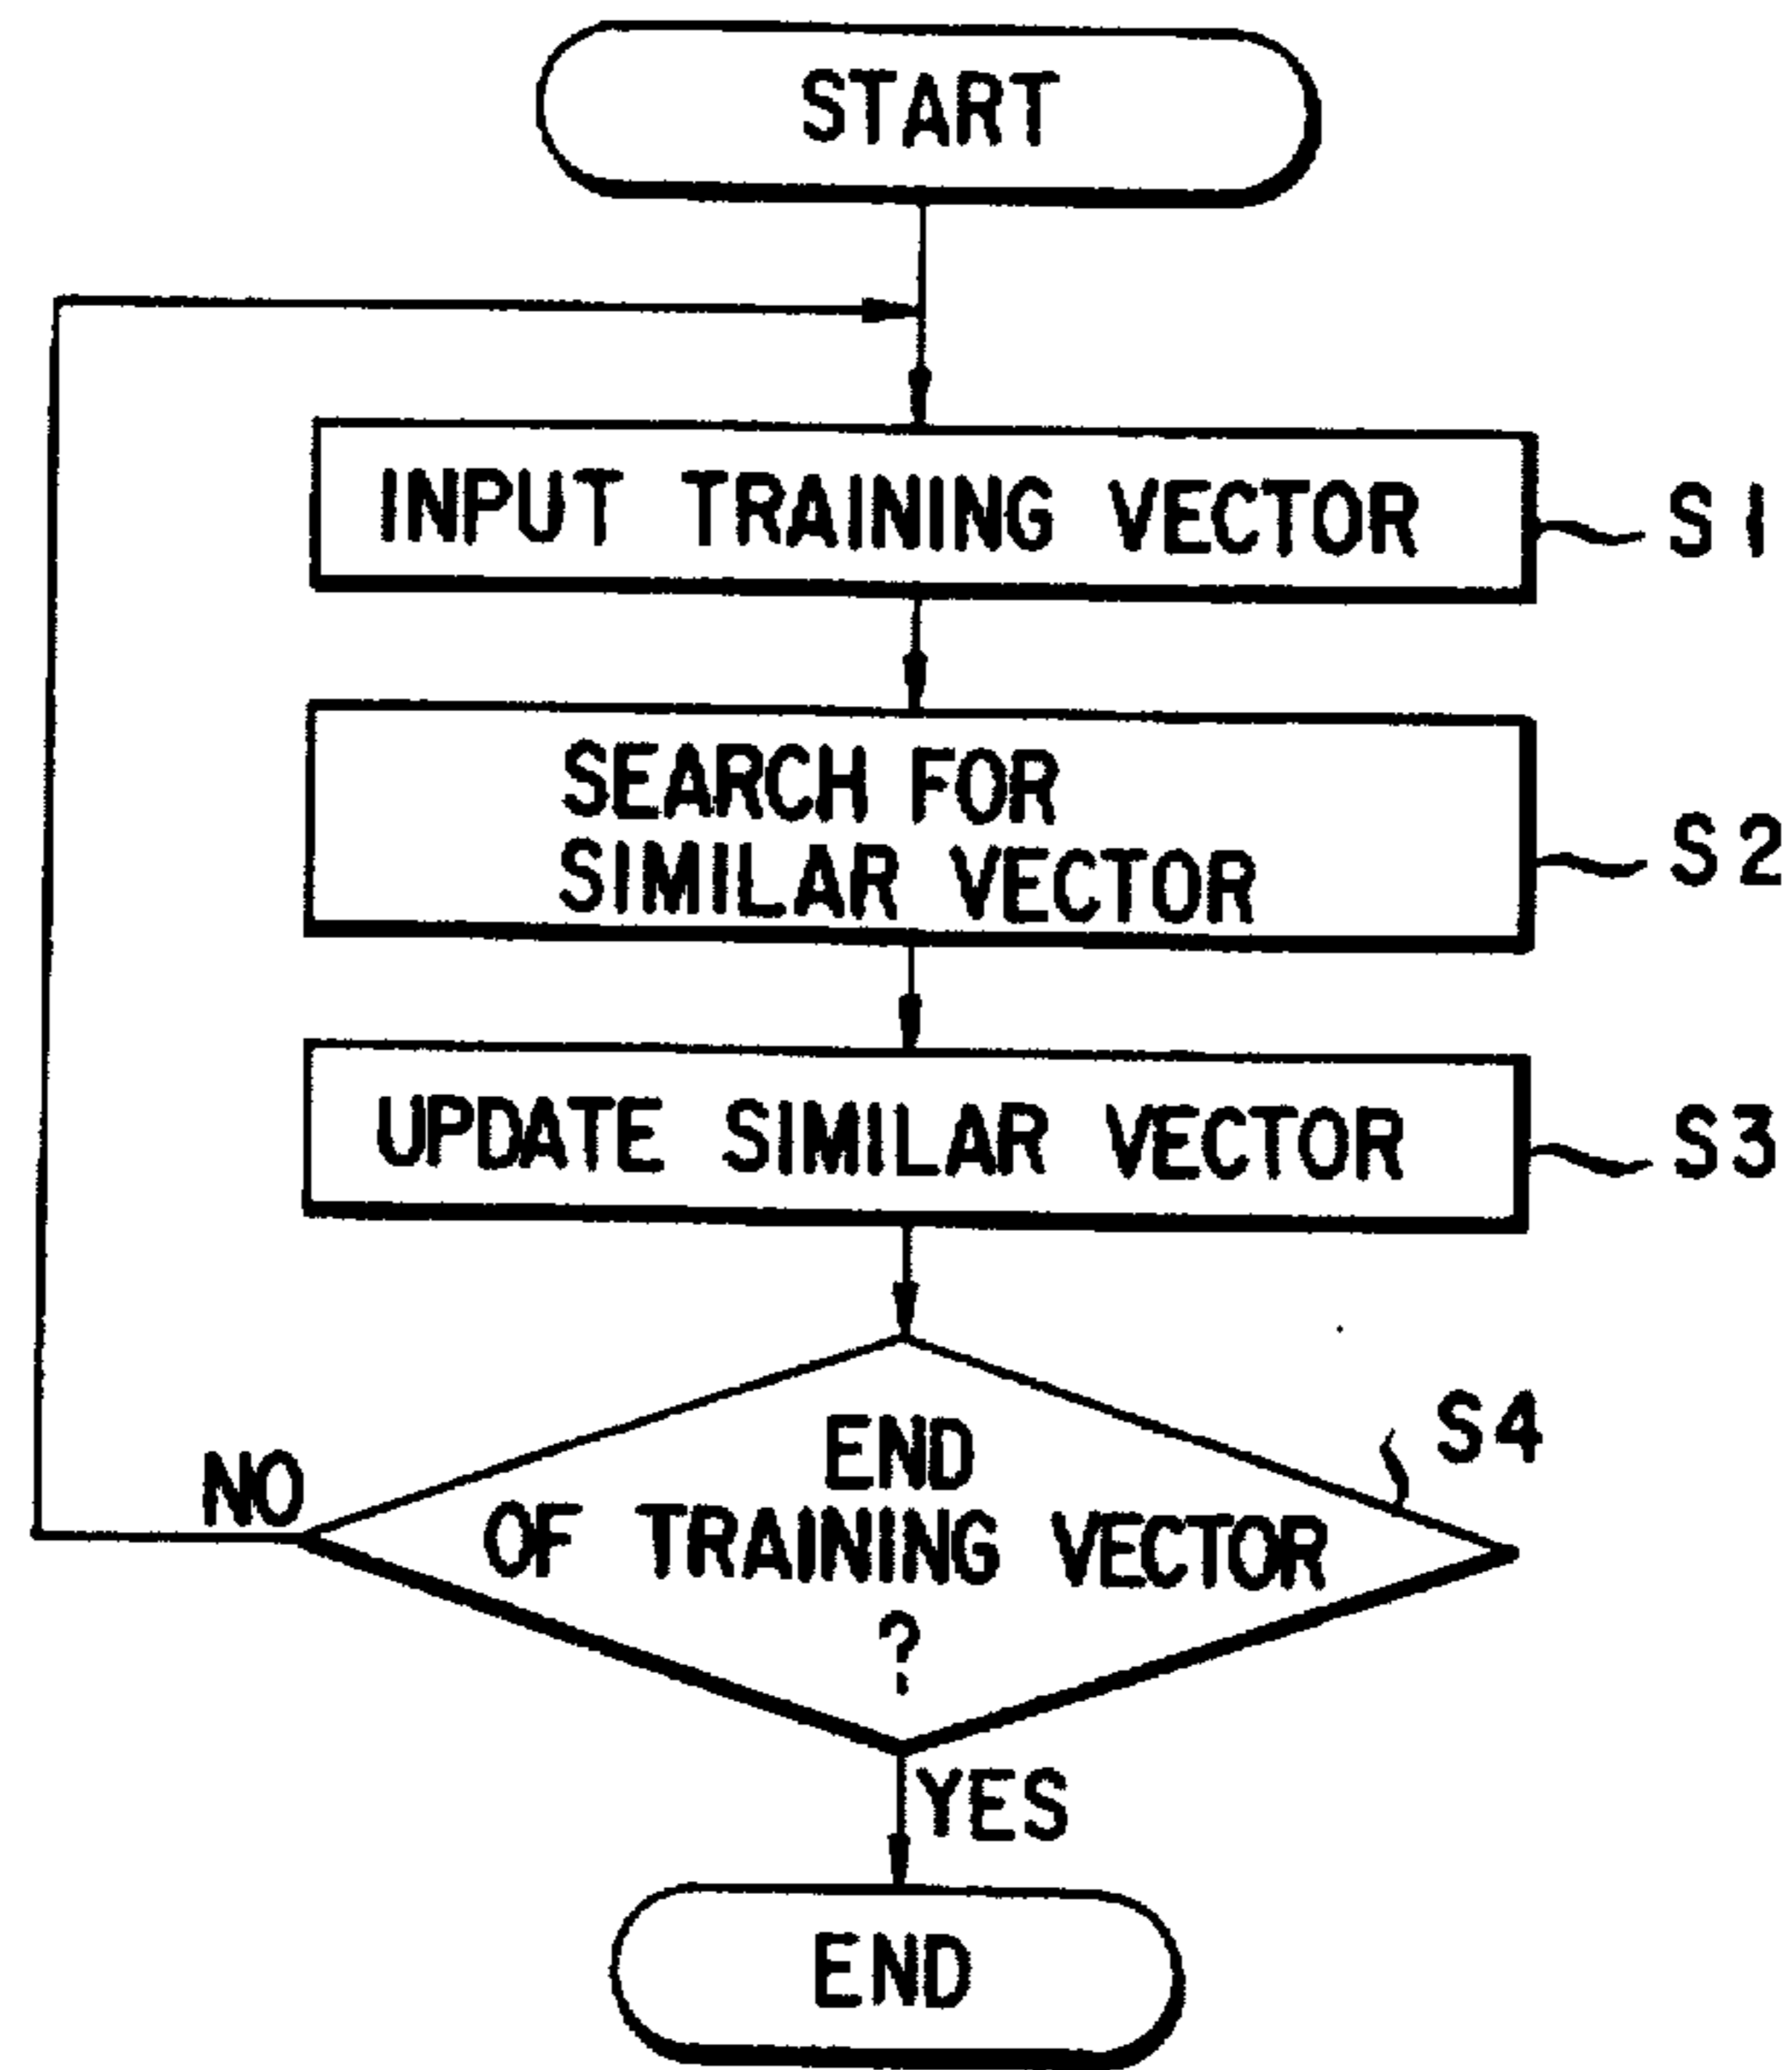 START
INPUT TRAINING VECTOR
S1
SEARCH FOR
SIMILAR VECTOR
S2
UPDATE SIMILAR VECTOR
S3
S4
END
OF TRAINING VECTOR
?
NO
YES
END